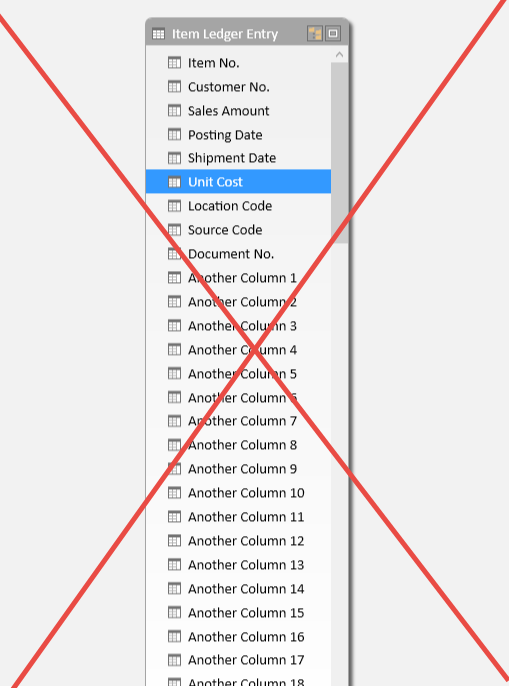 Item Ledger Entry
Item No.
Customer No.
Sales Amount
Posting Date
Shipment Date
Unit Cost
Location Code
Source Code
Document No.
Another Column 1
Another Column 2
Another Column 3
Another Column 4
Another Column 5
Another Column 6
Another Column 7
Another Column 8
Another Column 9
Another Column 10
Another Column 11
Another Column 12
Another Column 13
Another Column 14
Another Column 15
Another Column 16
Another Column 17
Another Column 18